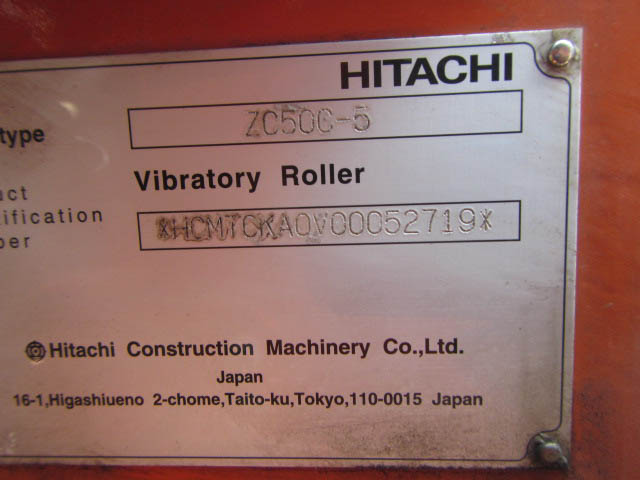 HITACHI
type ZC50C-5
Vibratory Roller
uct
tification
ber
*HCMTCKA0V00052719*
Hitachi Construction Machinery Co.,Ltd.
Japan
16-1,Higashiueno 2-chome,Taito-ku,Tokyo,110-0015 Japan